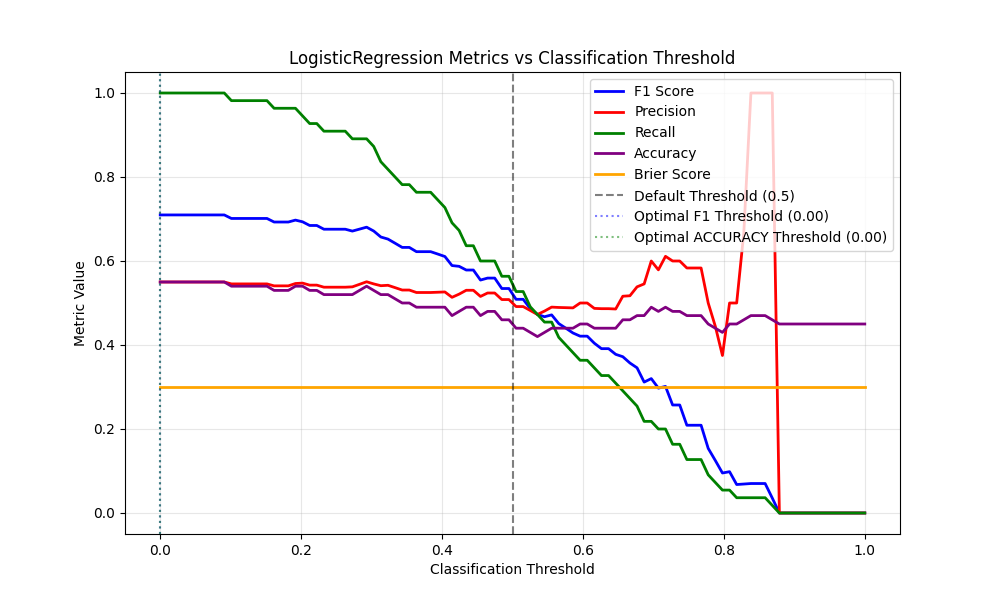 LogisticRegression Metrics vs Classification Threshold
F1 Score
Precision
Recall
Accuracy
Brier Score
Default Threshold (0.5)
Optimal F1 Threshold (0.00)
Optimal ACCURACY Threshold (0.00)
Metric Value
1.0
0.8
0.6
0.4
0.2
0.0
0.0 0.2 0.4 0.6 0.8 1.0
Classification Threshold